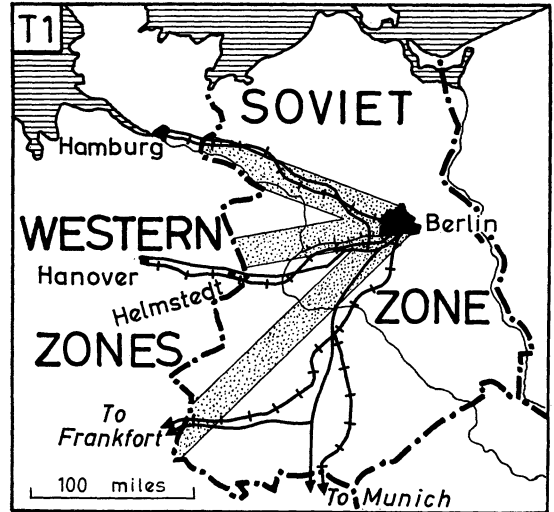 T1
SOVIET
Hamburg
WESTERN
Berlin
Hanover
Helmstedt
ZONE
ZONES
To
Frankfort
100 miles
To Munich